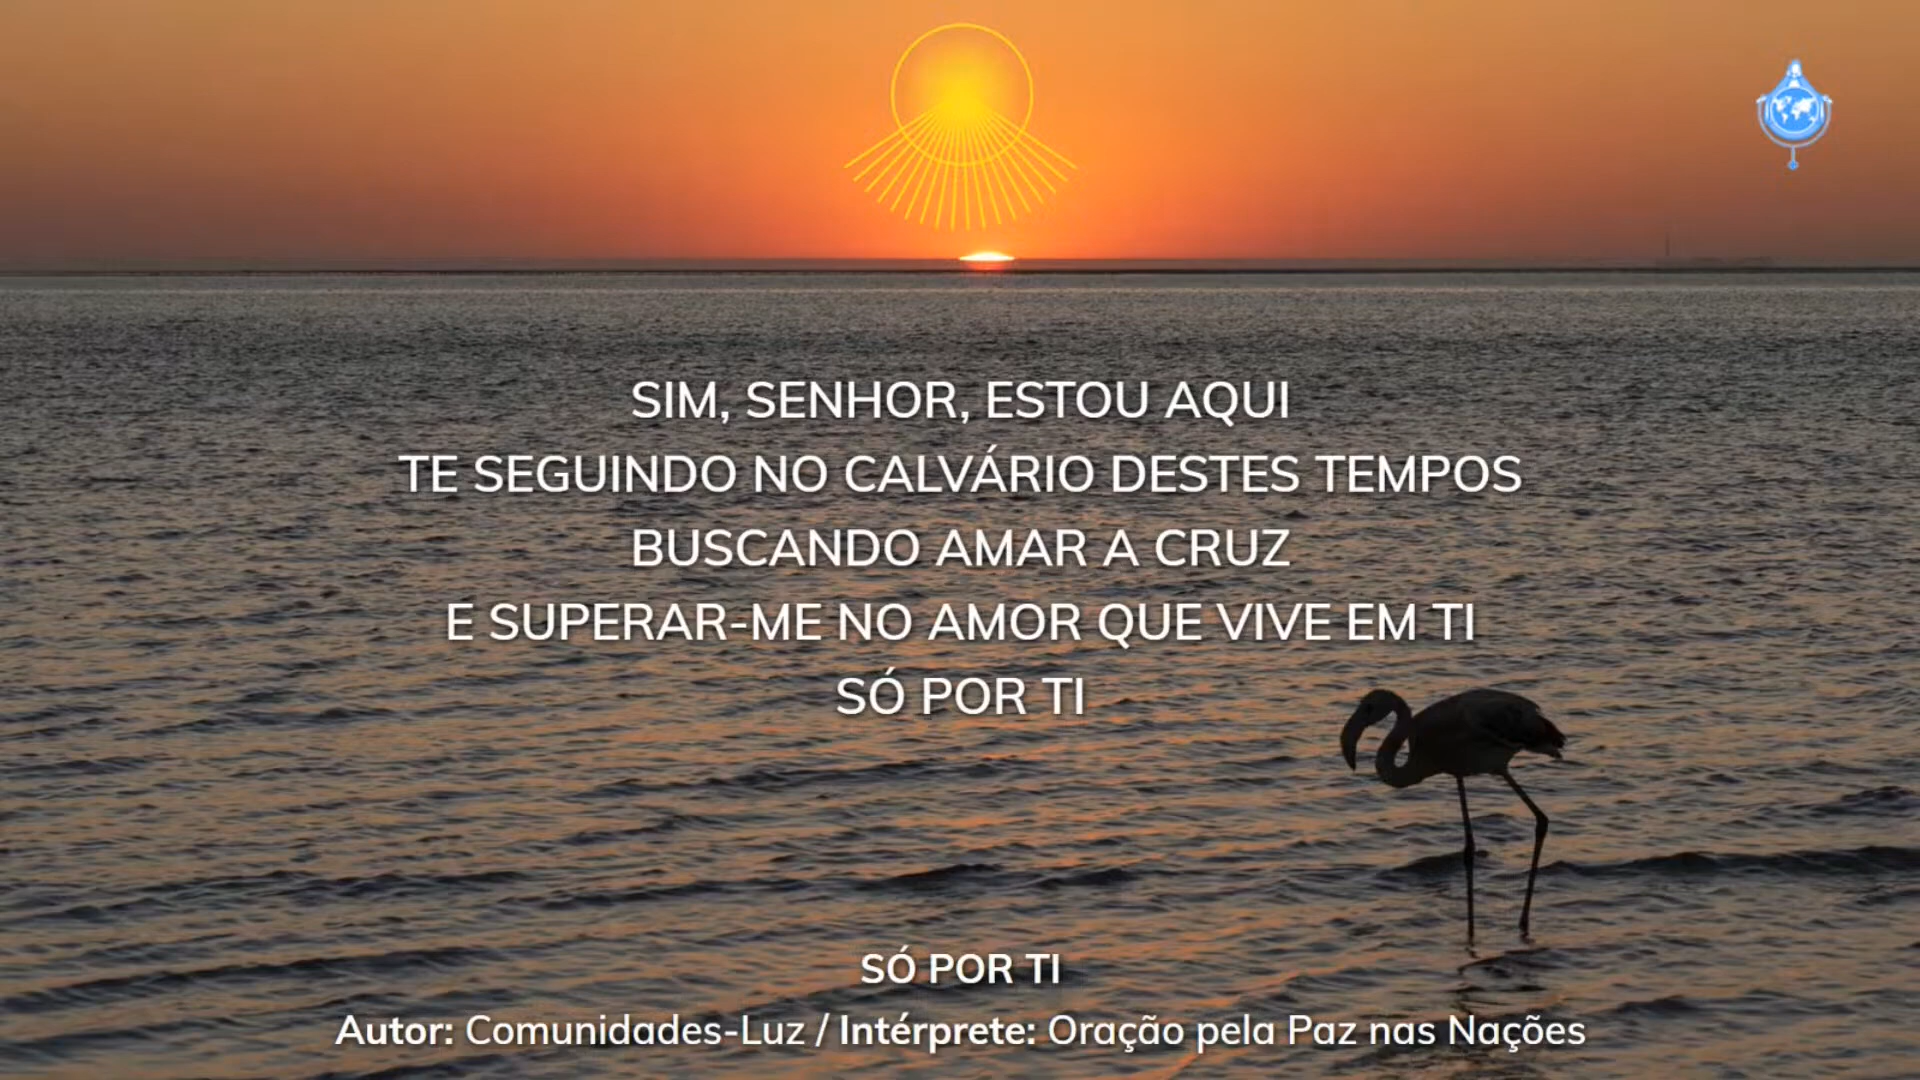 SIM, SENHOR, ESTOU AQUI
TE SEGUINDO NO CALVÁRIO DESTES TEMPOS
BUSCANDO AMAR A CRUZ
E SUPERAR-ME NO AMOR QUE VIVE EM TI
SÓ POR TI
SÓ POR TI
Autor: Comunidades-Luz / Intérprete: Oração pela Paz nas Nações